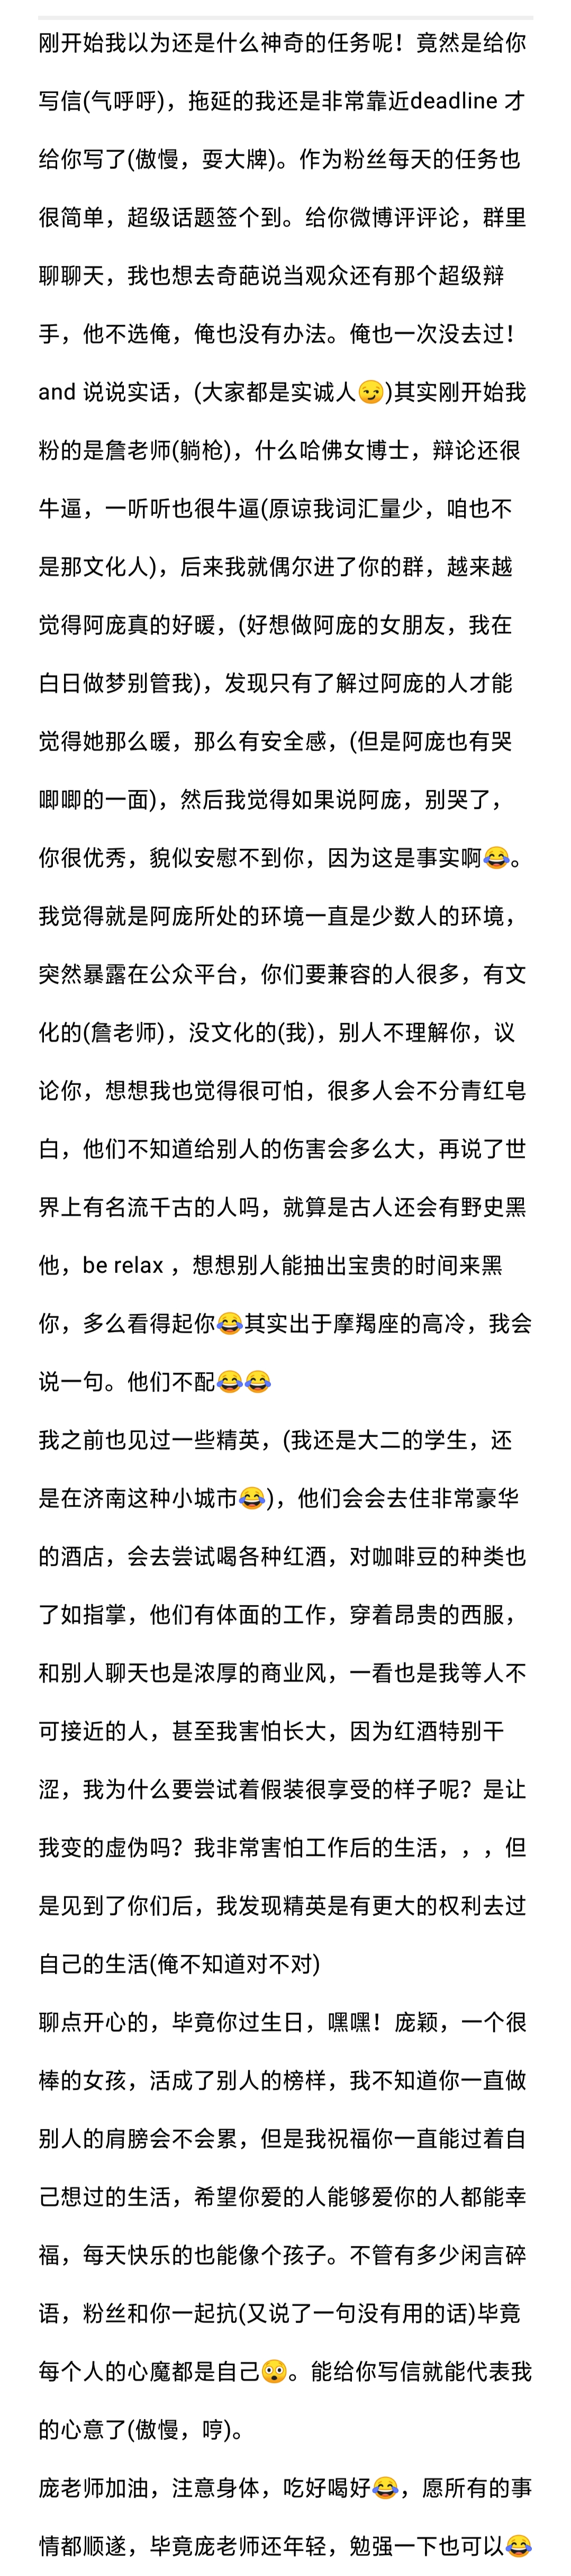 刚开始我以为还是什么神奇的任务呢！竟然是给你
写信(气呼呼)，拖延的我还是非常靠近deadline 才
给你写了(傲慢，耍大牌)。作为粉丝每天的任务也
很简单，超级话题签个到。给你微博评评论，群里
聊聊天，我也想去奇葩说当观众还有那个超级辩
手，他不选俺，俺也没有办法。俺也一次没去过！
and 说说实话，(大家都是实诚人😏)其实刚开始我
粉的是詹老师(躺枪)，什么哈佛女博士，辩论还很
牛逼，一听听也很牛逼(原谅我词汇量少，咱也不
是那文化人)，后来我就偶尔进了你的群，越来越
觉得阿庞真的好暖，(好想做阿庞的女朋友，我在
白日做梦别管我)，发现只有了解过阿庞的人才能
觉得她那么暖，那么有安全感，(但是阿庞也有哭
唧唧的一面)，然后我觉得如果说阿庞，别哭了，
你很优秀，貌似安慰不到你，因为这是事实啊😂。
我觉得就是阿庞所处的环境一直是少数人的环境，
突然暴露在公众平台，你们要兼容的人很多，有文
化的(詹老师)，没文化的(我)，别人不理解你，议
论你，想想我也觉得很可怕，很多人会不分青红皂
白，他们不知道给别人的伤害会多么大，再说了世
界上有名流千古的人吗，就算是古人还会有野史黑
他，be relax ，想想别人能抽出宝贵的时间来黑
你，多么看得起你😂其实出于摩羯座的高冷，我会
说一句。他们不配😂😂
我之前也见过一些精英，(我还是大二的学生，还
是在济南这种小城市😂)，他们会会去住非常豪华
的酒店，会去尝试喝各种红酒，对咖啡豆的种类也
了如指掌，他们有体面的工作，穿着昂贵的西服，
和别人聊天也是浓厚的商业风，一看也是我等人不
可接近的人，甚至我害怕长大，因为红酒特别干
涩，我为什么要尝试着假装很享受的样子呢？是让
我变的虚伪吗？我非常害怕工作后的生活，，，但
是见到了你们后，我发现精英是有更大的权利去过
自己的生活(俺不知道对不对)
聊点开心的，毕竟你过生日，嘿嘿！庞颖，一个很
棒的女孩，活成了别人的榜样，我不知道你一直做
别人的肩膀会不会累，但是我祝福你一直能过着自
己想过的生活，希望你爱的人能够爱你的人都能幸
福，每天快乐的也能像个孩子。不管有多少闲言碎
语，粉丝和你一起抗(又说了一句没有用的话)毕竟
每个人的心魔都是自己😳。能给你写信就能代表我
的心意了(傲慢，哼)。
庞老师加油，注意身体，吃好喝好😂，愿所有的事
情都顺遂，毕竟庞老师还年轻，勉强一下也可以😂